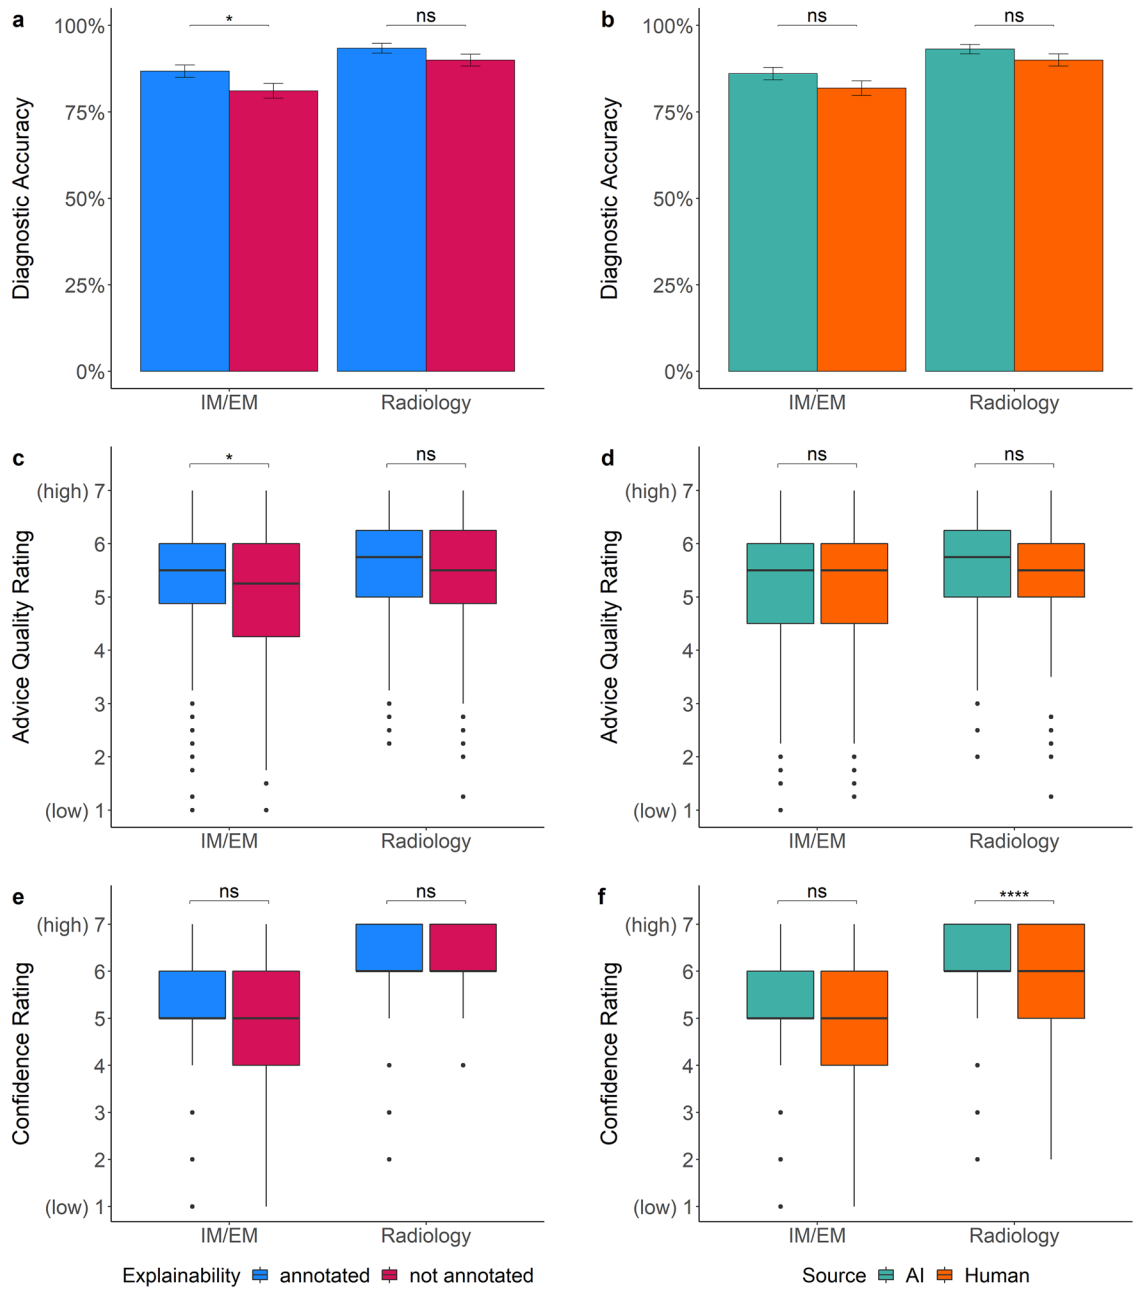 a
Diagnostic Accuracy
100%
75%
50%
25%
0%
*
ns
IM/EM
Radiology
b
Diagnostic Accuracy
100%
75%
50%
25%
0%
ns
ns
IM/EM
Radiology
c
Advice Quality Rating
(high) 7
6
5
4
3
2
(low) 1
*
ns
IM/EM
Radiology
d
Advice Quality Rating
(high) 7
6
5
4
3
2
(low) 1
ns
ns
IM/EM
Radiology
e
Confidence Rating
(high) 7
6
5
4
3
2
(low) 1
ns
ns
IM/EM
Radiology
f
Confidence Rating
(high) 7
6
5
4
3
2
(low) 1
ns
****
IM/EM
Radiology
Explainability annotated not annotated
Source AI Human